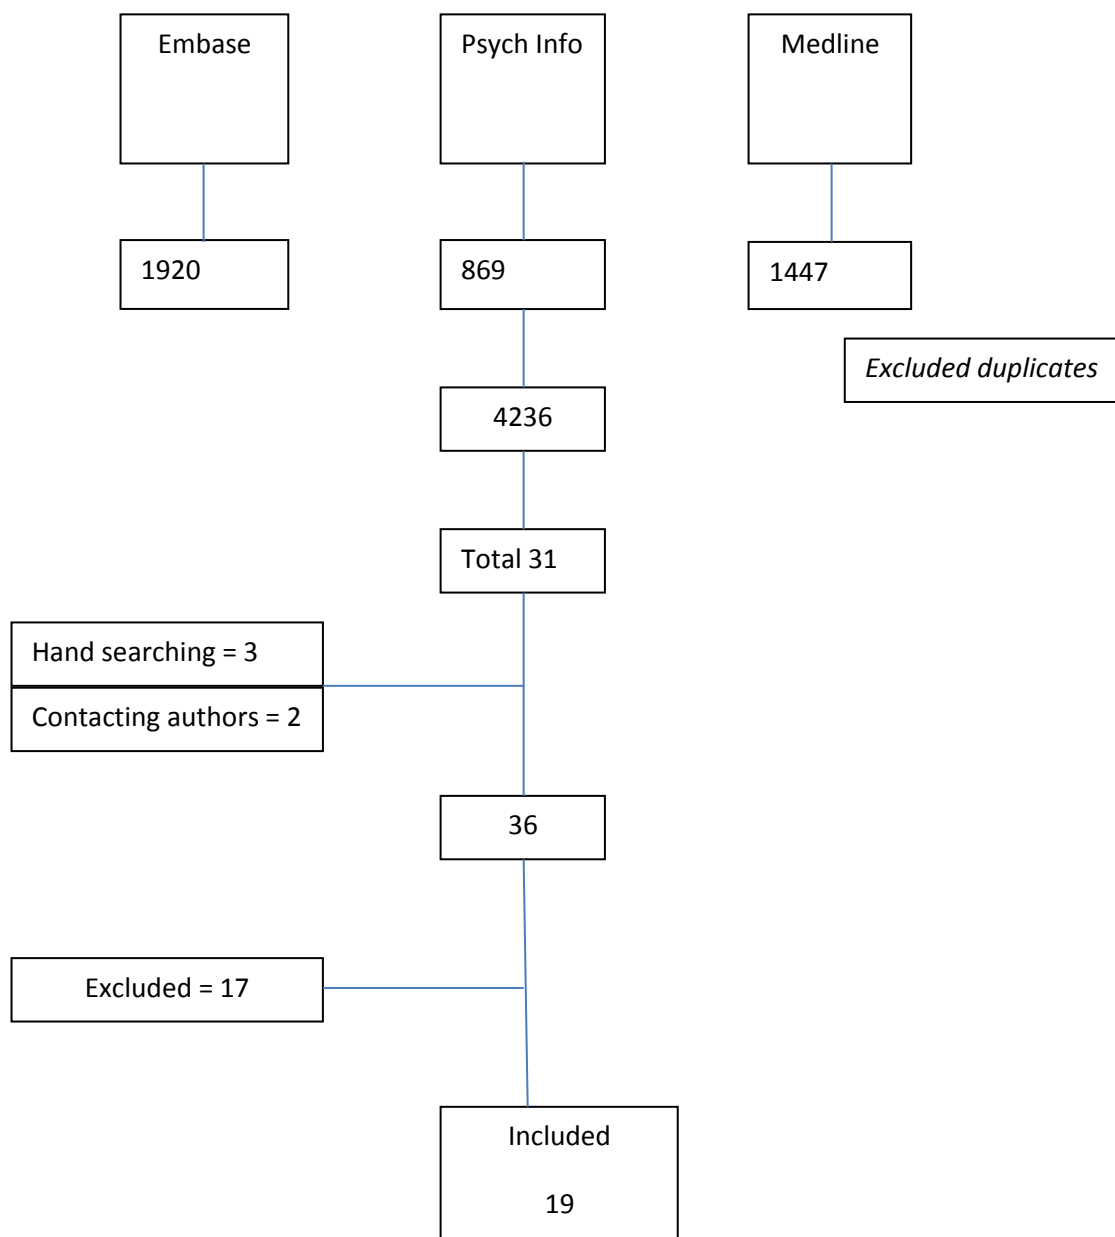 Embase
Psych Info
Medline
1920
869
1447
Excluded duplicates
4236
Total 31
Hand searching = 3
Contacting authors = 2
36
Excluded = 17
Included
19